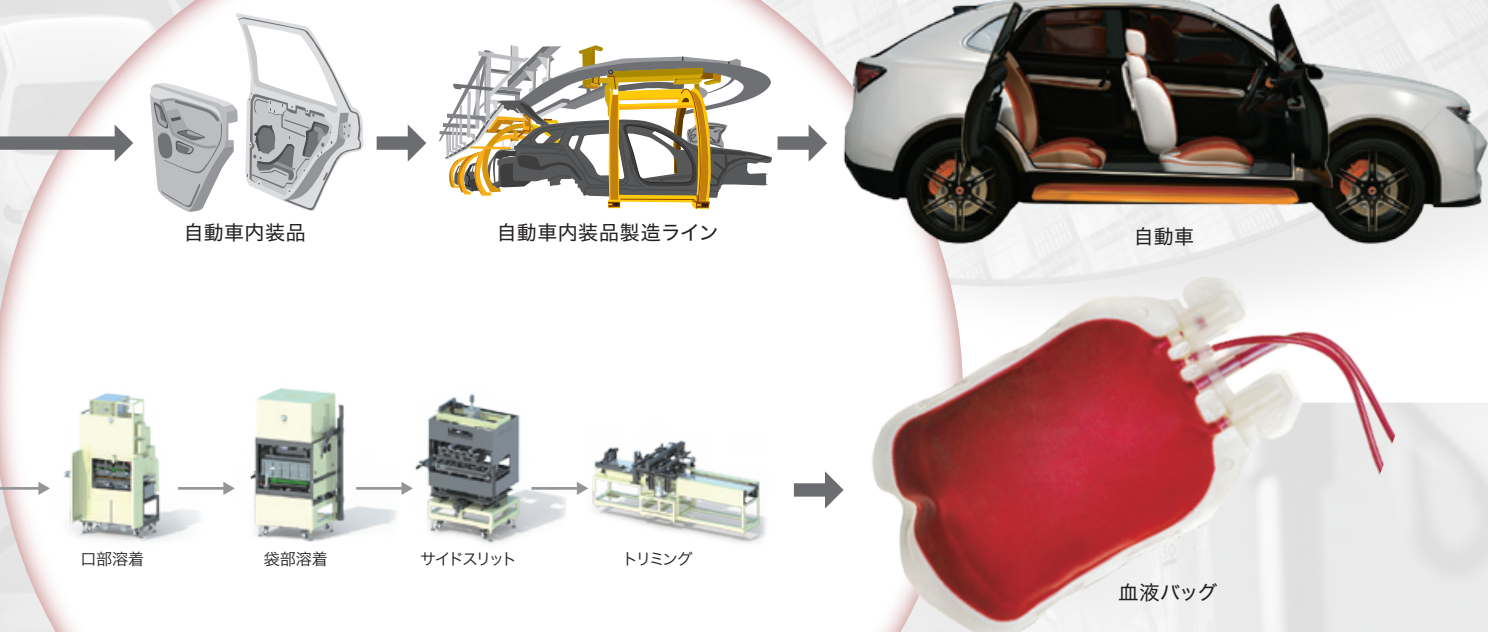 自動車内装品
自動車内装品製造ライン
自動車
口部溶着
袋部溶着
サイドスリット
トリミング
血液バッグ